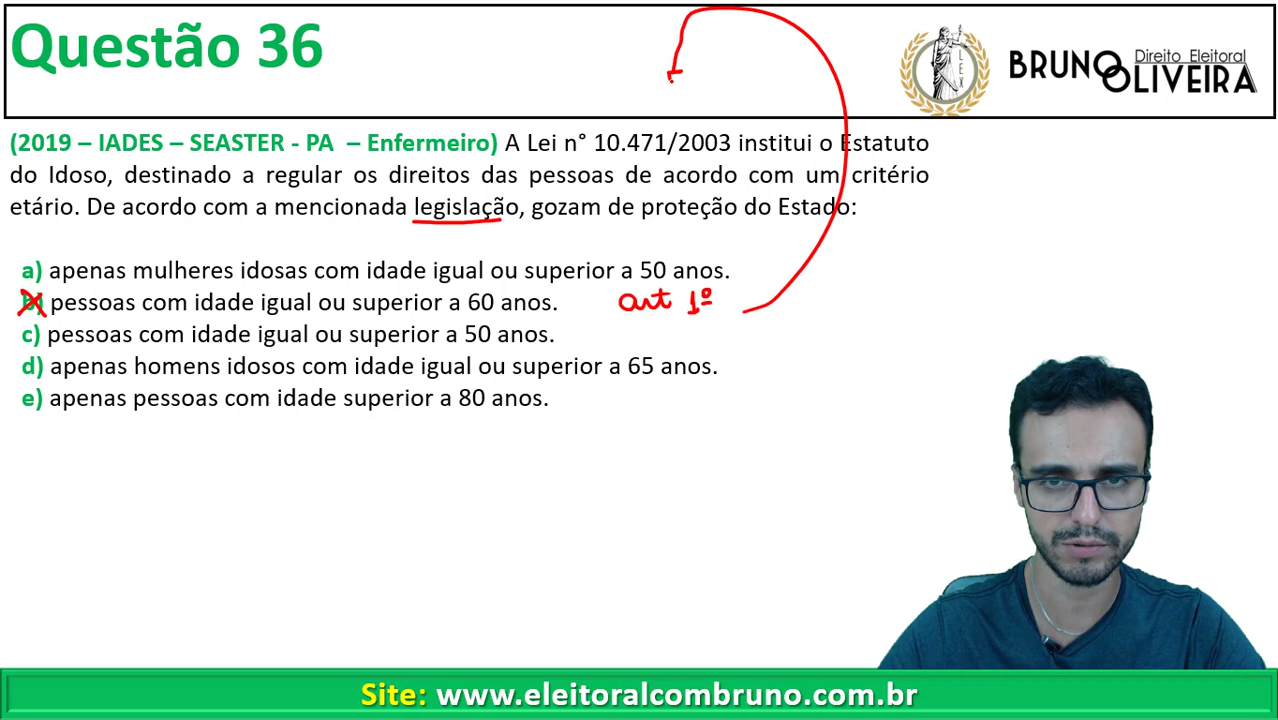 Questão 36
LEX
BRUNO OLIVEIRA
Direito Eleitoral
(2019 – IADES – SEASTER - PA – Enfermeiro) A Lei n° 10.471/2003 institui o Estatuto
do Idoso, destinado a regular os direitos das pessoas de acordo com um critério
etário. De acordo com a mencionada legislação, gozam de proteção do Estado:
a) apenas mulheres idosas com idade igual ou superior a 50 anos.
b) pessoas com idade igual ou superior a 60 anos. art 1º
c) pessoas com idade igual ou superior a 50 anos.
d) apenas homens idosos com idade igual ou superior a 65 anos.
e) apenas pessoas com idade superior a 80 anos.
Site: www.eleitoralcombruno.com.br